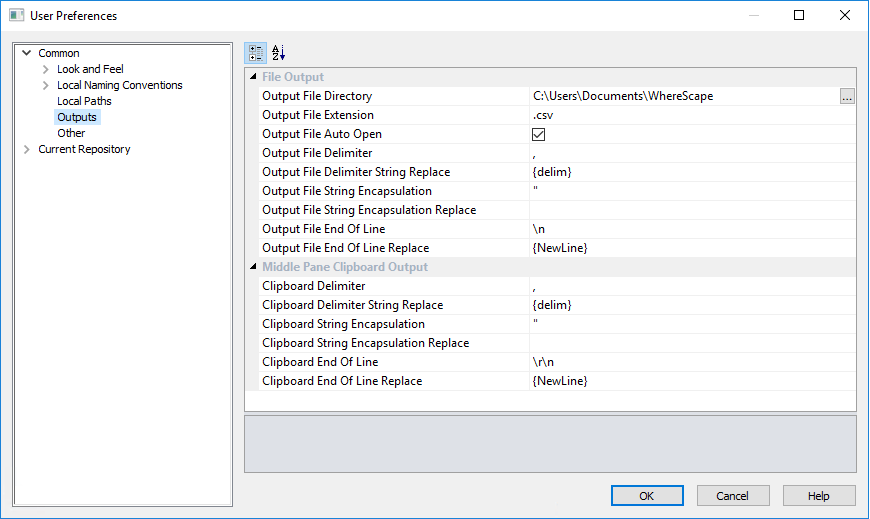 User Preferences
Common
Look and Feel
Local Naming Conventions
Local Paths
Outputs
Other
Current Repository
File Output
Output File Directory C:\Users\Documents\WhereScape ...
Output File Extension .csv
Output File Auto Open
Output File Delimiter ,
Output File Delimiter String Replace {delim}
Output File String Encapsulation "
Output File String Encapsulation Replace
Output File End Of Line \n
Output File End Of Line Replace {NewLine}
Middle Pane Clipboard Output
Clipboard Delimiter ,
Clipboard Delimiter String Replace {delim}
Clipboard String Encapsulation "
Clipboard String Encapsulation Replace
Clipboard End Of Line \r\n
Clipboard End Of Line Replace {NewLine}
OK Cancel Help